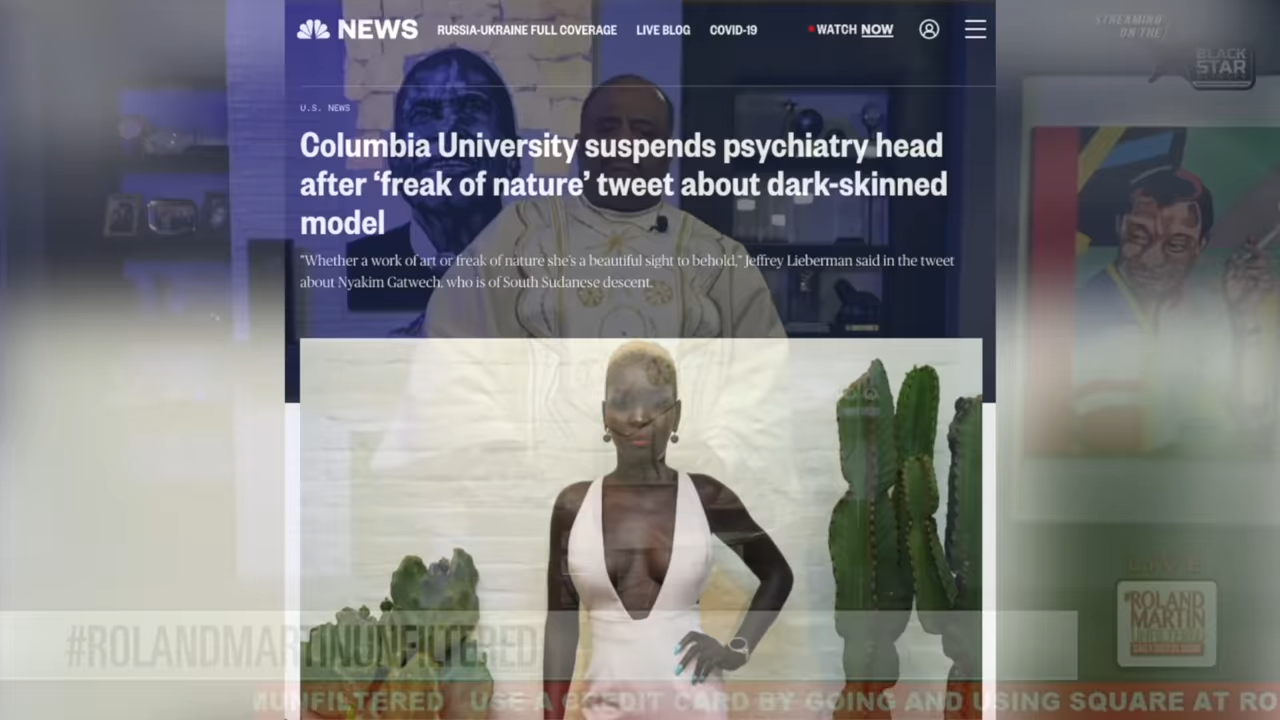 NEWS RUSSIA-UKRAINE FULL COVERAGE LIVE BLOG COVID-19 WATCH NOW
STREAMING
ON THE
BLACK
STAR
U.S. NEWS
Columbia University suspends psychiatry head
after ‘freak of nature’ tweet about dark-skinned
model
"Whether a work of art or freak of nature she's a beautiful sight to behold," Jeffrey Lieberman said in the tweet
about Nyakim Gatwech, who is of South Sudanese descent.
#ROLANDMARTINUNFILTERED
#ROLAND
MARTIN
UNFILTERED
UNFILTERED USE A CREDIT CARD BY GOING AND USING SQUARE AT RO